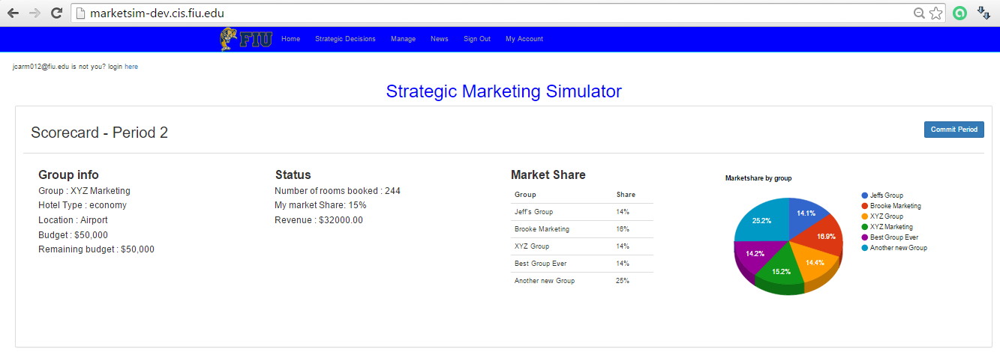 marketsim-dev.cis.fiu.edu
FIU Home Strategic Decisions Manage News Sign Out My Account
jcarm012@fiu.edu is not you? login here
Strategic Marketing Simulator
Scorecard - Period 2
Commit Period
Group info
Group : XYZ Marketing
Hotel Type : economy
Location : Airport
Budget : $50,000
Remaining budget : $50,000
Status
Number of rooms booked : 244
My market Share: 15%
Revenue : $32000.00
Market Share
Group Share
Jeff's Group 14%
Brooke Marketing 16%
XYZ Group 14%
Best Group Ever 14%
Another new Group 25%
Marketshare by group
14.1%
16.9%
14.4%
15.2%
14.2%
25.2%
Jeffs Group
Brooke Marketing
XYZ Group
XYZ Marketing
Best Group Ever
Another new Group